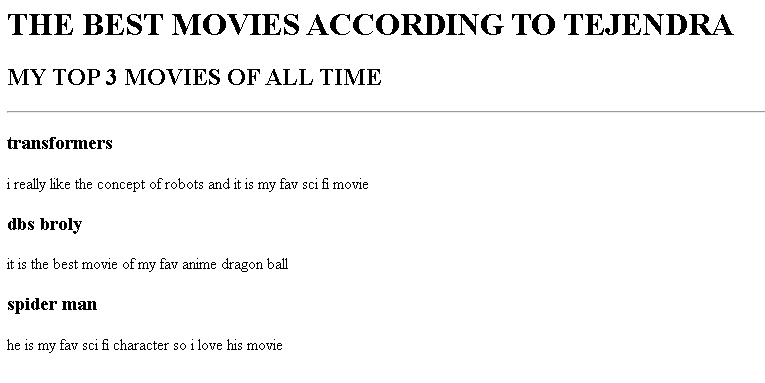 THE BEST MOVIES ACCORDING TO TEJENDRA
MY TOP 3 MOVIES OF ALL TIME
transformers
i really like the concept of robots and it is my fav sci fi movie
dbs broly
it is the best movie of my fav anime dragon ball
spider man
he is my fav sci fi character so i love his movie